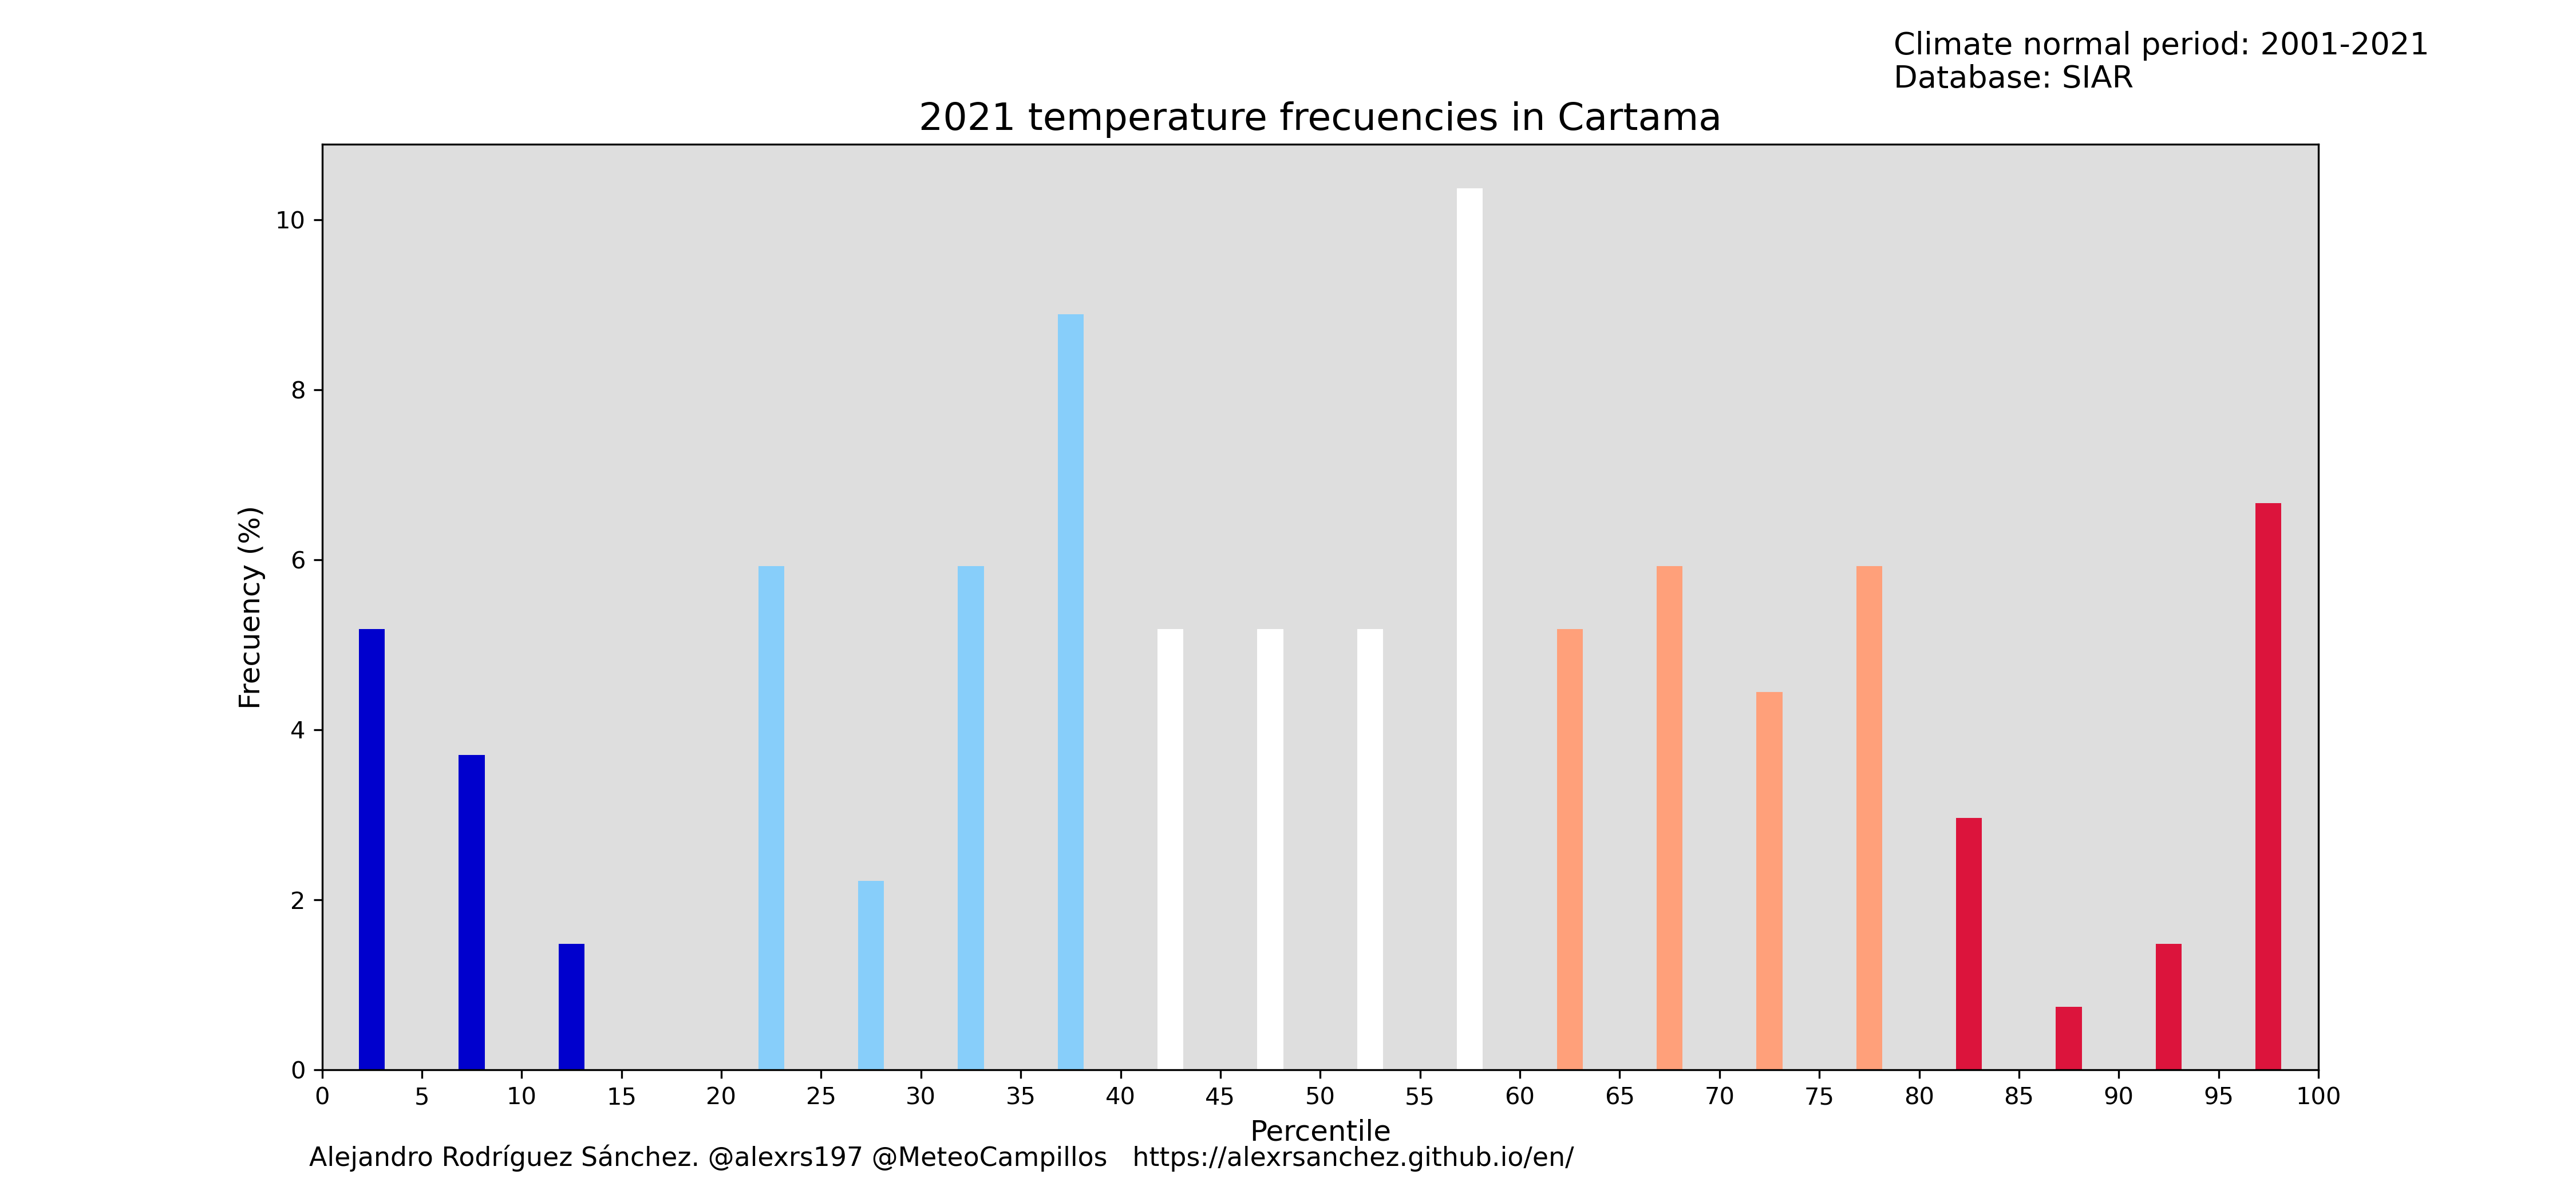 Climate normal period: 2001-2021
Database: SIAR
2021 temperature frecuencies in Cartama
Frecuency (%)
10
8
6
4
2
0
0 5 10 15 20 25 30 35 40 45 50 55 60 65 70 75 80 85 90 95 100
Percentile
Alejandro Rodríguez Sánchez. @alexrs197 @MeteoCampillos https://alexrsanchez.github.io/en/